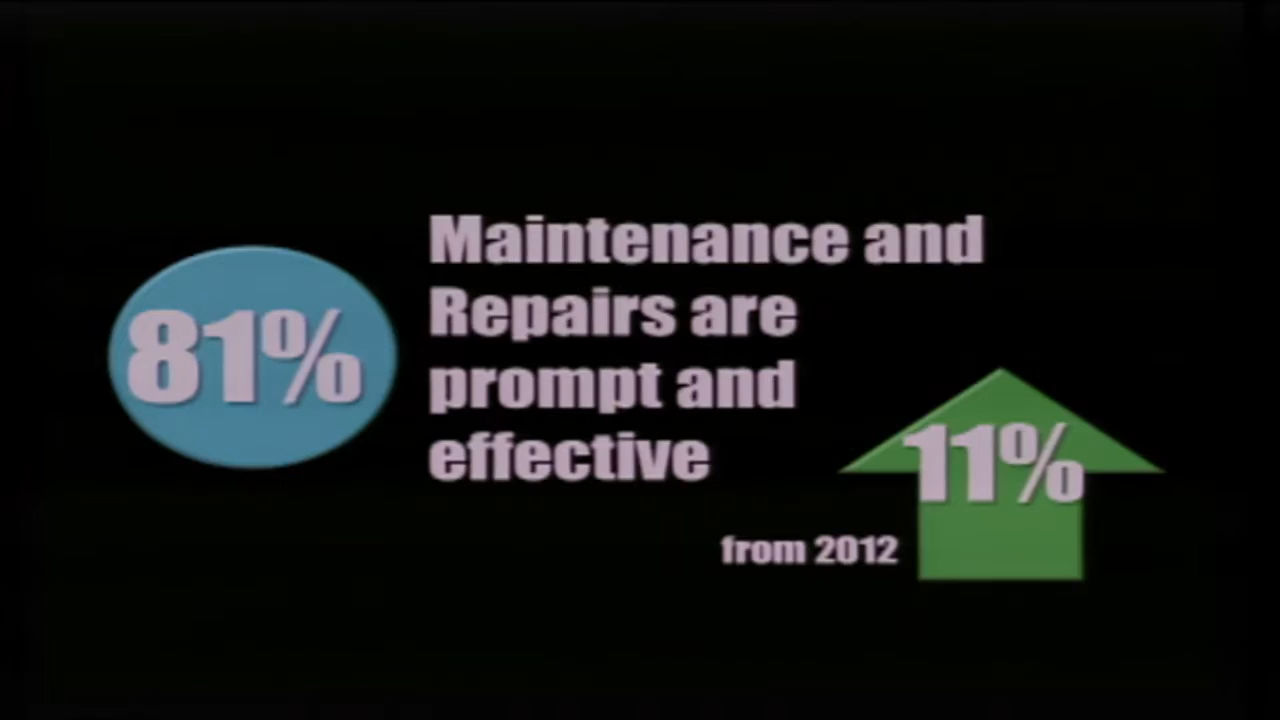 81%
Maintenance and
Repairs are
prompt and
effective
11%
from 2012